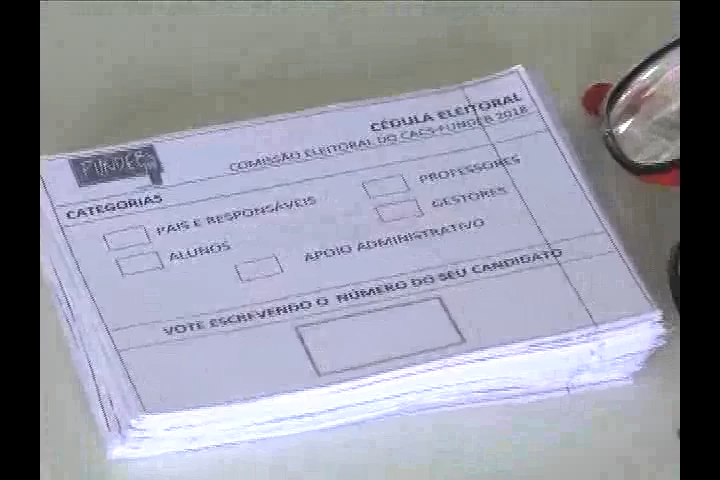 CÉDULA ELEITORAL
FUNDEB
COMISSÃO ELEITORAL DO CACS-FUNDEB 2018
CATEGORIAS
PAIS E RESPONSÁVEIS
PROFESSORES
ALUNOS
GESTORES
APOIO ADMINISTRATIVO
VOTE ESCREVENDO O NÚMERO DO SEU CANDIDATO